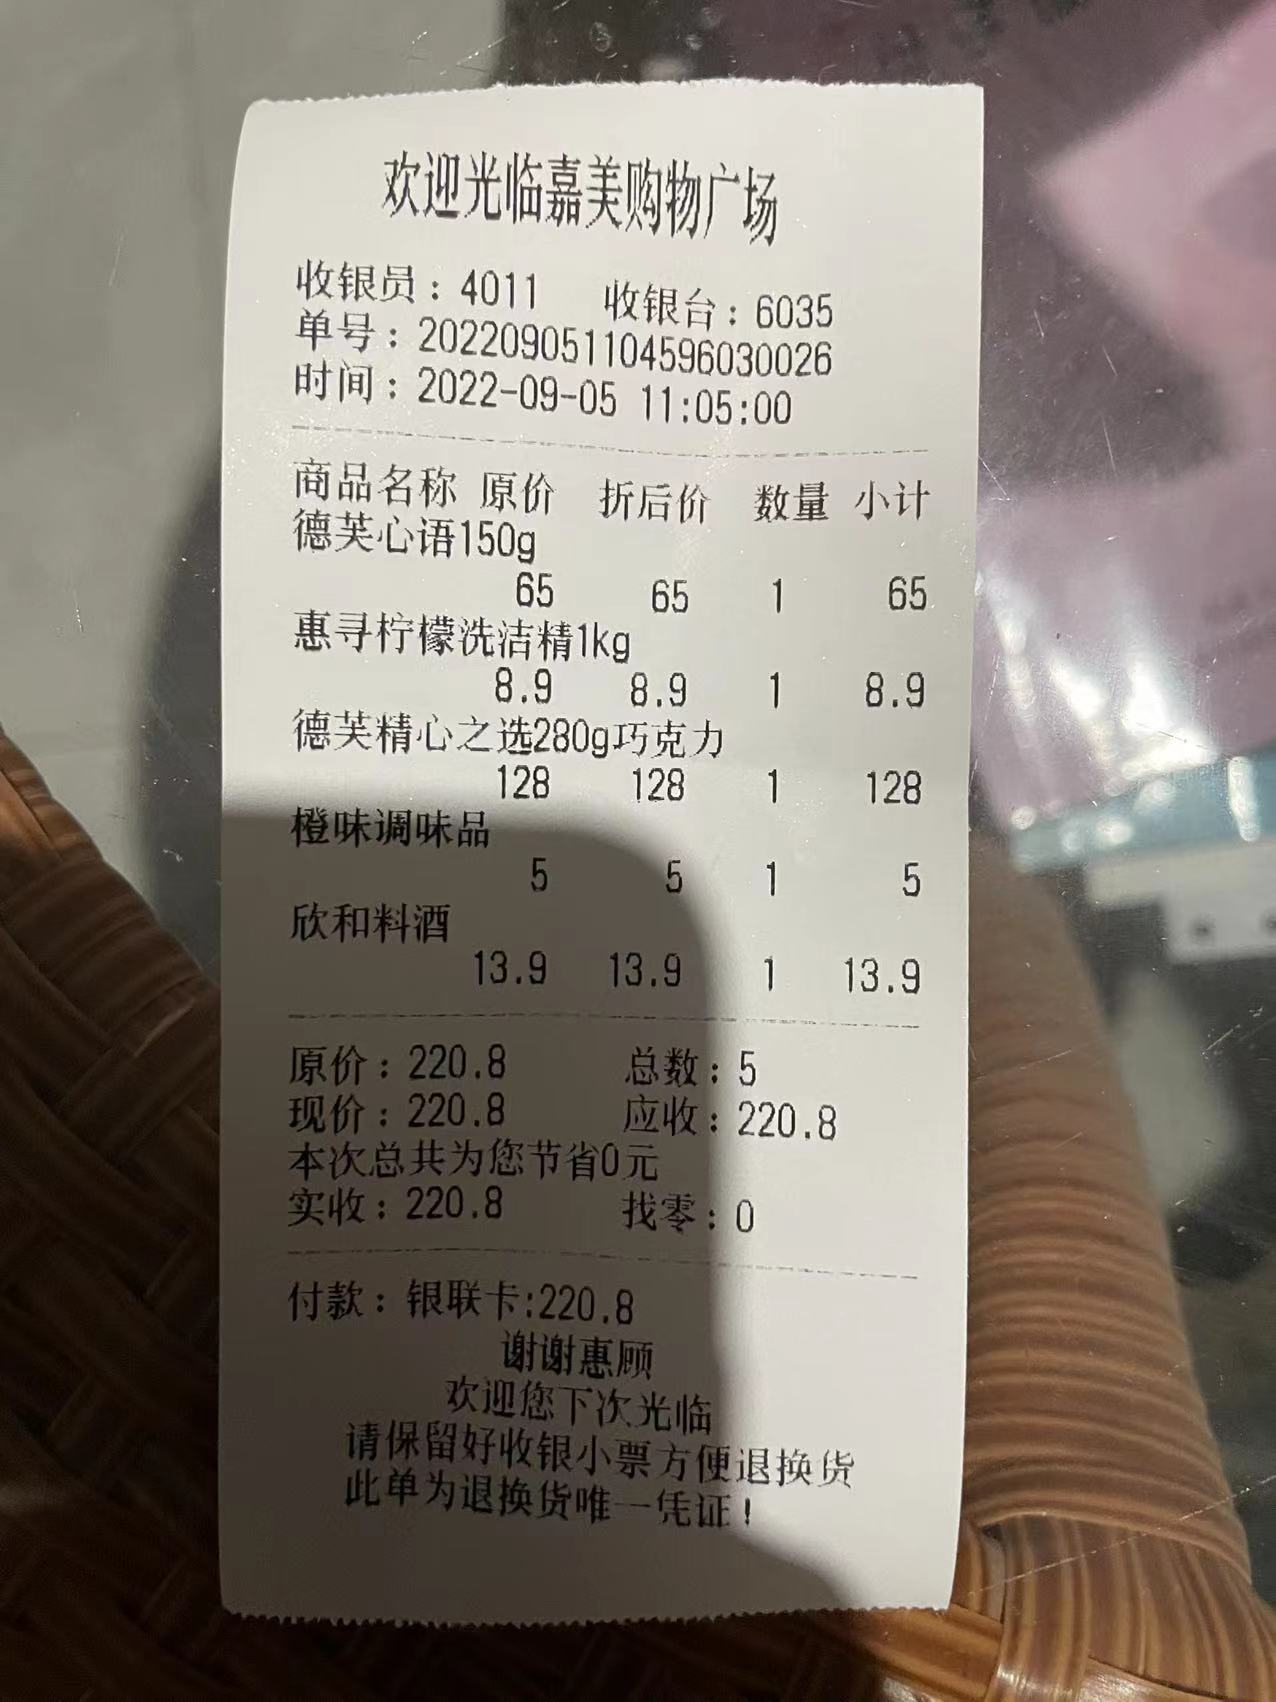 欢迎光临嘉美购物广场
收银员：4011 收银台：6035
单号：202209051104596030026
时间：2022-09-05 11:05:00
商品名称 原价 折后价 数量 小计
德芙心语150g
65 65 1 65
惠寻柠檬洗洁精1kg
8.9 8.9 1 8.9
德芙精心之选280g巧克力
128 128 1 128
橙味调味品
5 5 1 5
欣和料酒
13.9 13.9 1 13.9
原价：220.8 总数：5
现价：220.8 应收：220.8
本次总共为您节省0元
实收：220.8 找零：0
付款：银联卡:220.8
谢谢惠顾
欢迎您下次光临
请保留好收银小票方便退换货
此单为退换货唯一凭证！